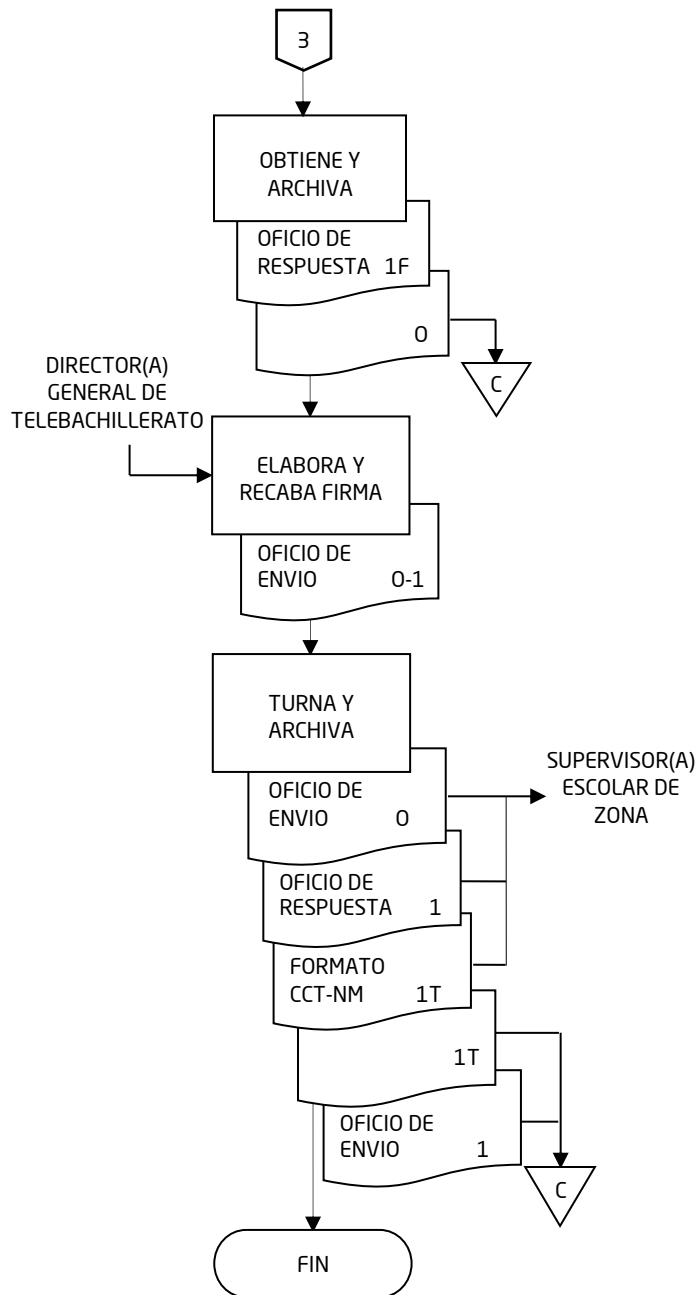 3
OBTIENE Y
ARCHIVA
OFICIO DE
RESPUESTA 1F
O
C
DIRECTOR(A)
GENERAL DE
TELEBACHILLERATO
ELABORA Y
RECABA FIRMA
OFICIO DE
ENVIO O-1
TURNA Y
ARCHIVA
SUPERVISOR(A)
ESCOLAR DE
ZONA
OFICIO DE
ENVIO O
OFICIO DE
RESPUESTA 1
FORMATO
CCT-NM 1T
1T
OFICIO DE
ENVIO 1
C
FIN